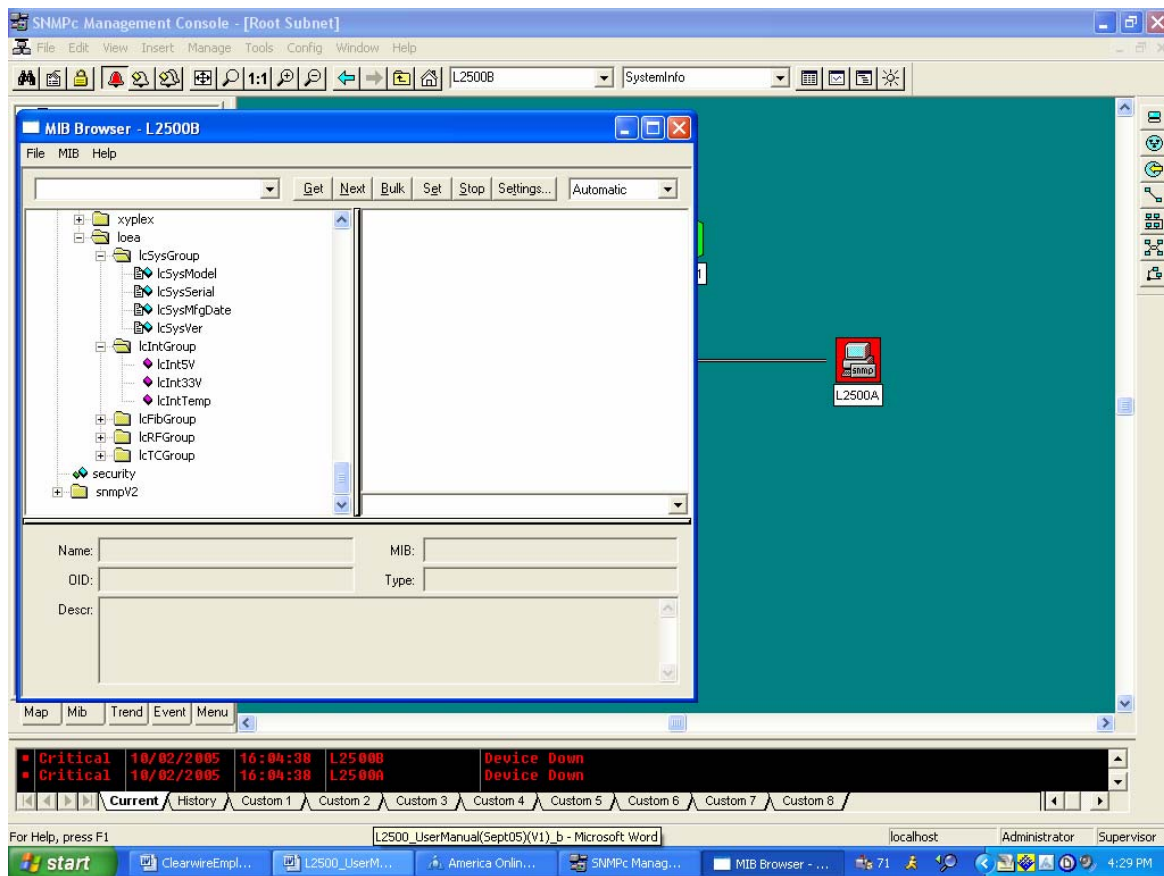 SNMPc Management Console - [Root Subnet]
File Edit View Insert Manage Tools Config Window Help
1:1 L2500B SystemInfo
MIB Browser - L2500B
File MIB Help
Get Next Bulk Set Stop Settings... Automatic
xyplex
loea
lcSysGroup
lcSysModel
lcSysSerial
lcSysMfgDate
lcSysVer
lcIntGroup
lcInt5V
lcInt33V
lcIntTemp
lcFibGroup
lcRFGroup
lcTCGroup
security
snmpV2
snmp
L2500A
Name: MIB:
OID: Type:
Descr:
Map Mib Trend Event Menu
Critical 10/02/2005 16:04:38 L2500B Device Down
Critical 10/02/2005 16:04:38 L2500A Device Down
Current History Custom 1 Custom 2 Custom 3 Custom 4 Custom 5 Custom 6 Custom 7 Custom 8
For Help, press F1 L2500_UserManual(Sept05)(V1)_b - Microsoft Word localhost Administrator Supervisor
start ClearwireEmpl... L2500_UserM... America Onlin... SNMPc Manag... MIB Browser - ... 71 4:29 PM